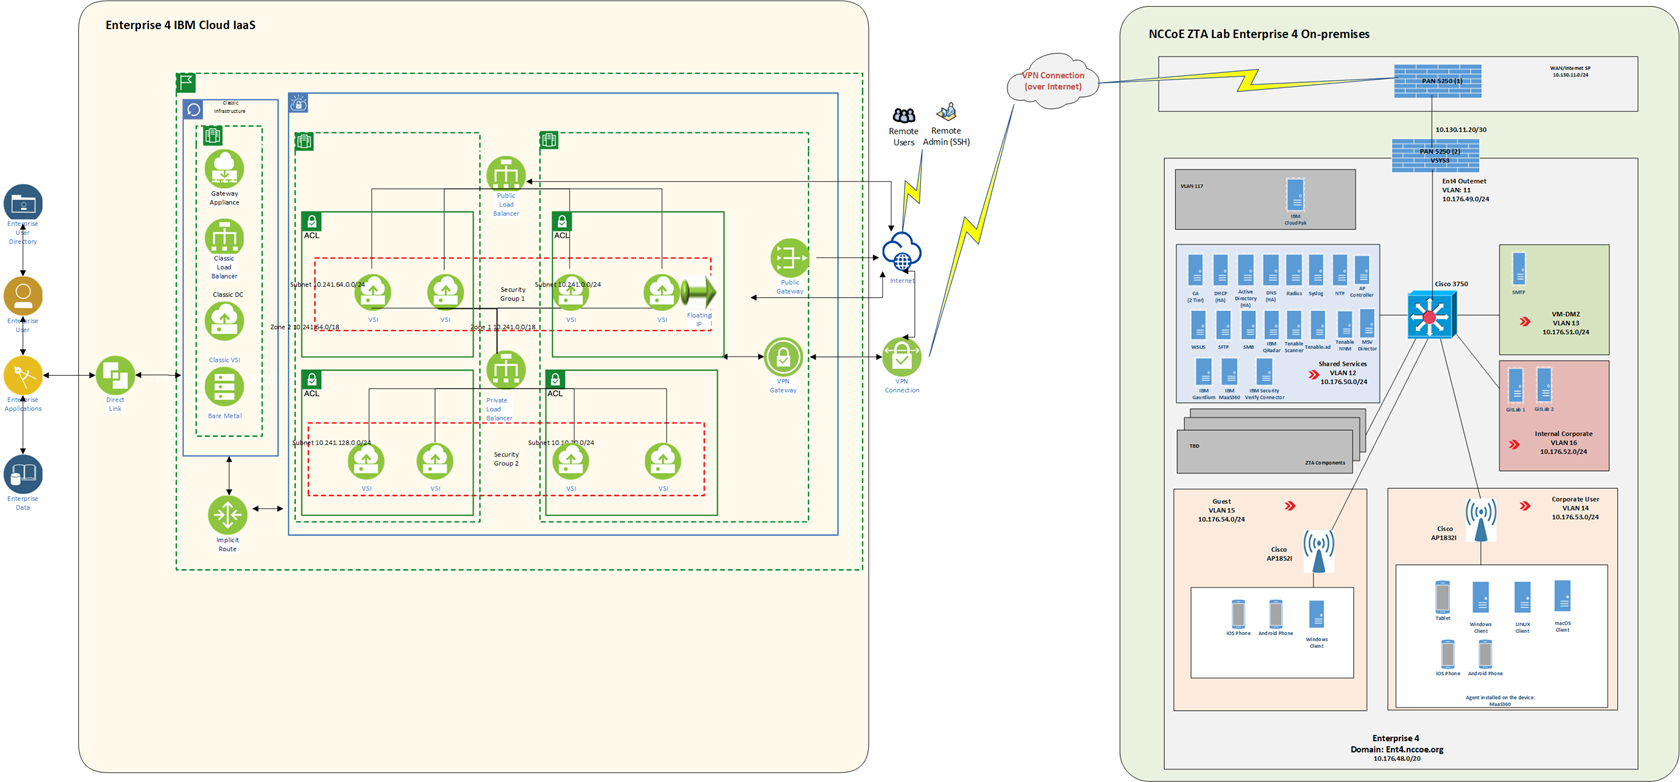 Enterprise 4 IBM Cloud IaaS
Classic
Infrastructure
Gateway
Appliance
Classic
Load
Balancer
Classic DC
Classic VSI
Bare Metal
Enterprise
User
Directory
Enterprise
User
Enterprise
Applications
Enterprise
Data
Direct
Link
Implicit
Route
Public
Load
Balancer
ACL
ACL
Subnet 10.241.64.0.0/24
Security
Group 1
Subnet 10.241.0.0/24
VSI
VSI
VSI
VSI
Floating
IP
Zone 2 10.241.64.0/18
Zone 1 10.241.0.0/18
Private
Load
Balancer
ACL
ACL
Subnet 10.241.128.0.0/24
Security
Group 2
VSI
VSI
VSI
VSI
Public
Gateway
VPN
Gateway
Remote
Users
Remote
Admin (SSH)
Internet
VPN
Connection
VPN Connection
(over Internet)
NCCoE ZTA Lab Enterprise 4 On-premises
WAN/Internet SP
10.130.11.0/24
PAN 5250 (1)
10.130.11.20/30
PAN 5250 (2)
VSYS3
Ent4 Outernet
VLAN: 11
10.176.49.0/24
VLAN 117
IBM
CloudPak
CA
(2 Tier)
DHCP
(HA)
Active
Directory
(HA)
DNS
(HA)
Radius
Syslog
NTP
AP
Controller
WSUS
SFTP
SMB
IBM
QRadar
Tenable
Scanner
Tenable.ad
Tenable
NNM
MSV
Director
IBM
Gaurdium
IBM
MaaS360
IBM Security
Verify Connector
Shared Services
VLAN 12
10.176.50.0/24
Cisco 3750
SMTP
VM-DMZ
VLAN 13
10.176.51.0/24
GitLab 1
GitLab 2
Internal Corporate
VLAN 16
10.176.52.0/24
TBD
ZTA Components
Guest
VLAN 15
10.176.54.0/24
Cisco
AP1852I
iOS Phone
Android Phone
Windows
Client
Corporate User
VLAN 14
10.176.53.0/24
Cisco
AP1832I
Tablet
Windows
Client
LINUX
Client
macOS
Client
iOS Phone
Android Phone
Agent installed on the device:
MaaS360
Enterprise 4
Domain: Ent4.nccoe.org
10.176.48.0/20